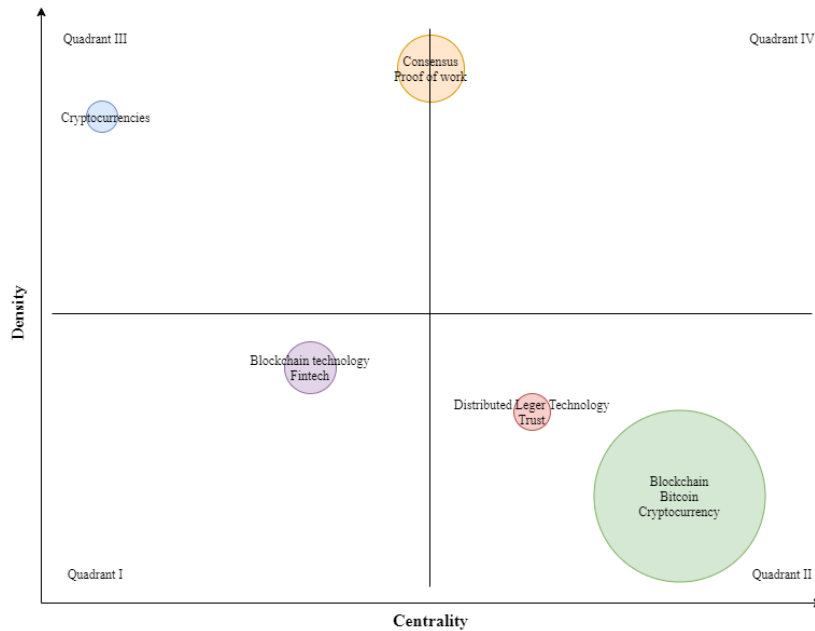 Quadrant III
Quadrant IV
Consensus
Proof of work
Cryptocurrencies
Density
Blockchain technology
Fintech
Distributed Leger Technology
Trust
Blockchain
Bitcoin
Cryptocurrency
Quadrant I
Quadrant II
Centrality